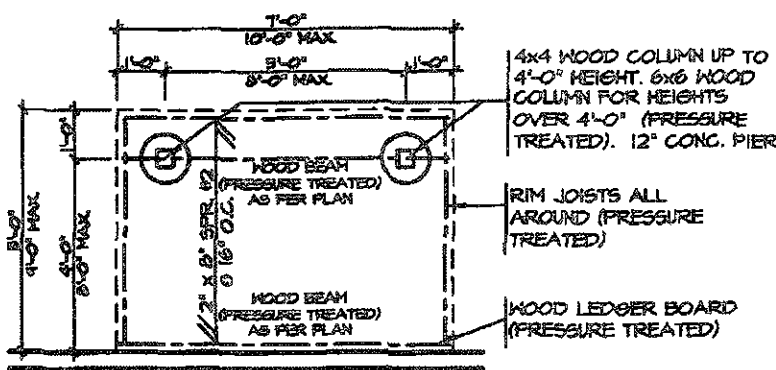 7'-0"
10'-0" MAX.
1'-0"
5'-0"
1'-0"
8'-0" MAX.
4x4 WOOD COLUMN UP TO
4'-0" HEIGHT. 6x6 WOOD
COLUMN FOR HEIGHTS
OVER 4'-0" (PRESSURE
TREATED). 12" CONC. PIER
1'-0"
5'-0"
9'-0" MAX.
4'-0"
8'-0" MAX.
2" x 8" SPR. #2
@ 16" O.C.
WOOD BEAM
(PRESSURE TREATED)
AS PER PLAN
RIM JOISTS ALL
AROUND (PRESSURE
TREATED)
WOOD BEAM
(PRESSURE TREATED)
AS PER PLAN
WOOD LEDGER BOARD
(PRESSURE TREATED)